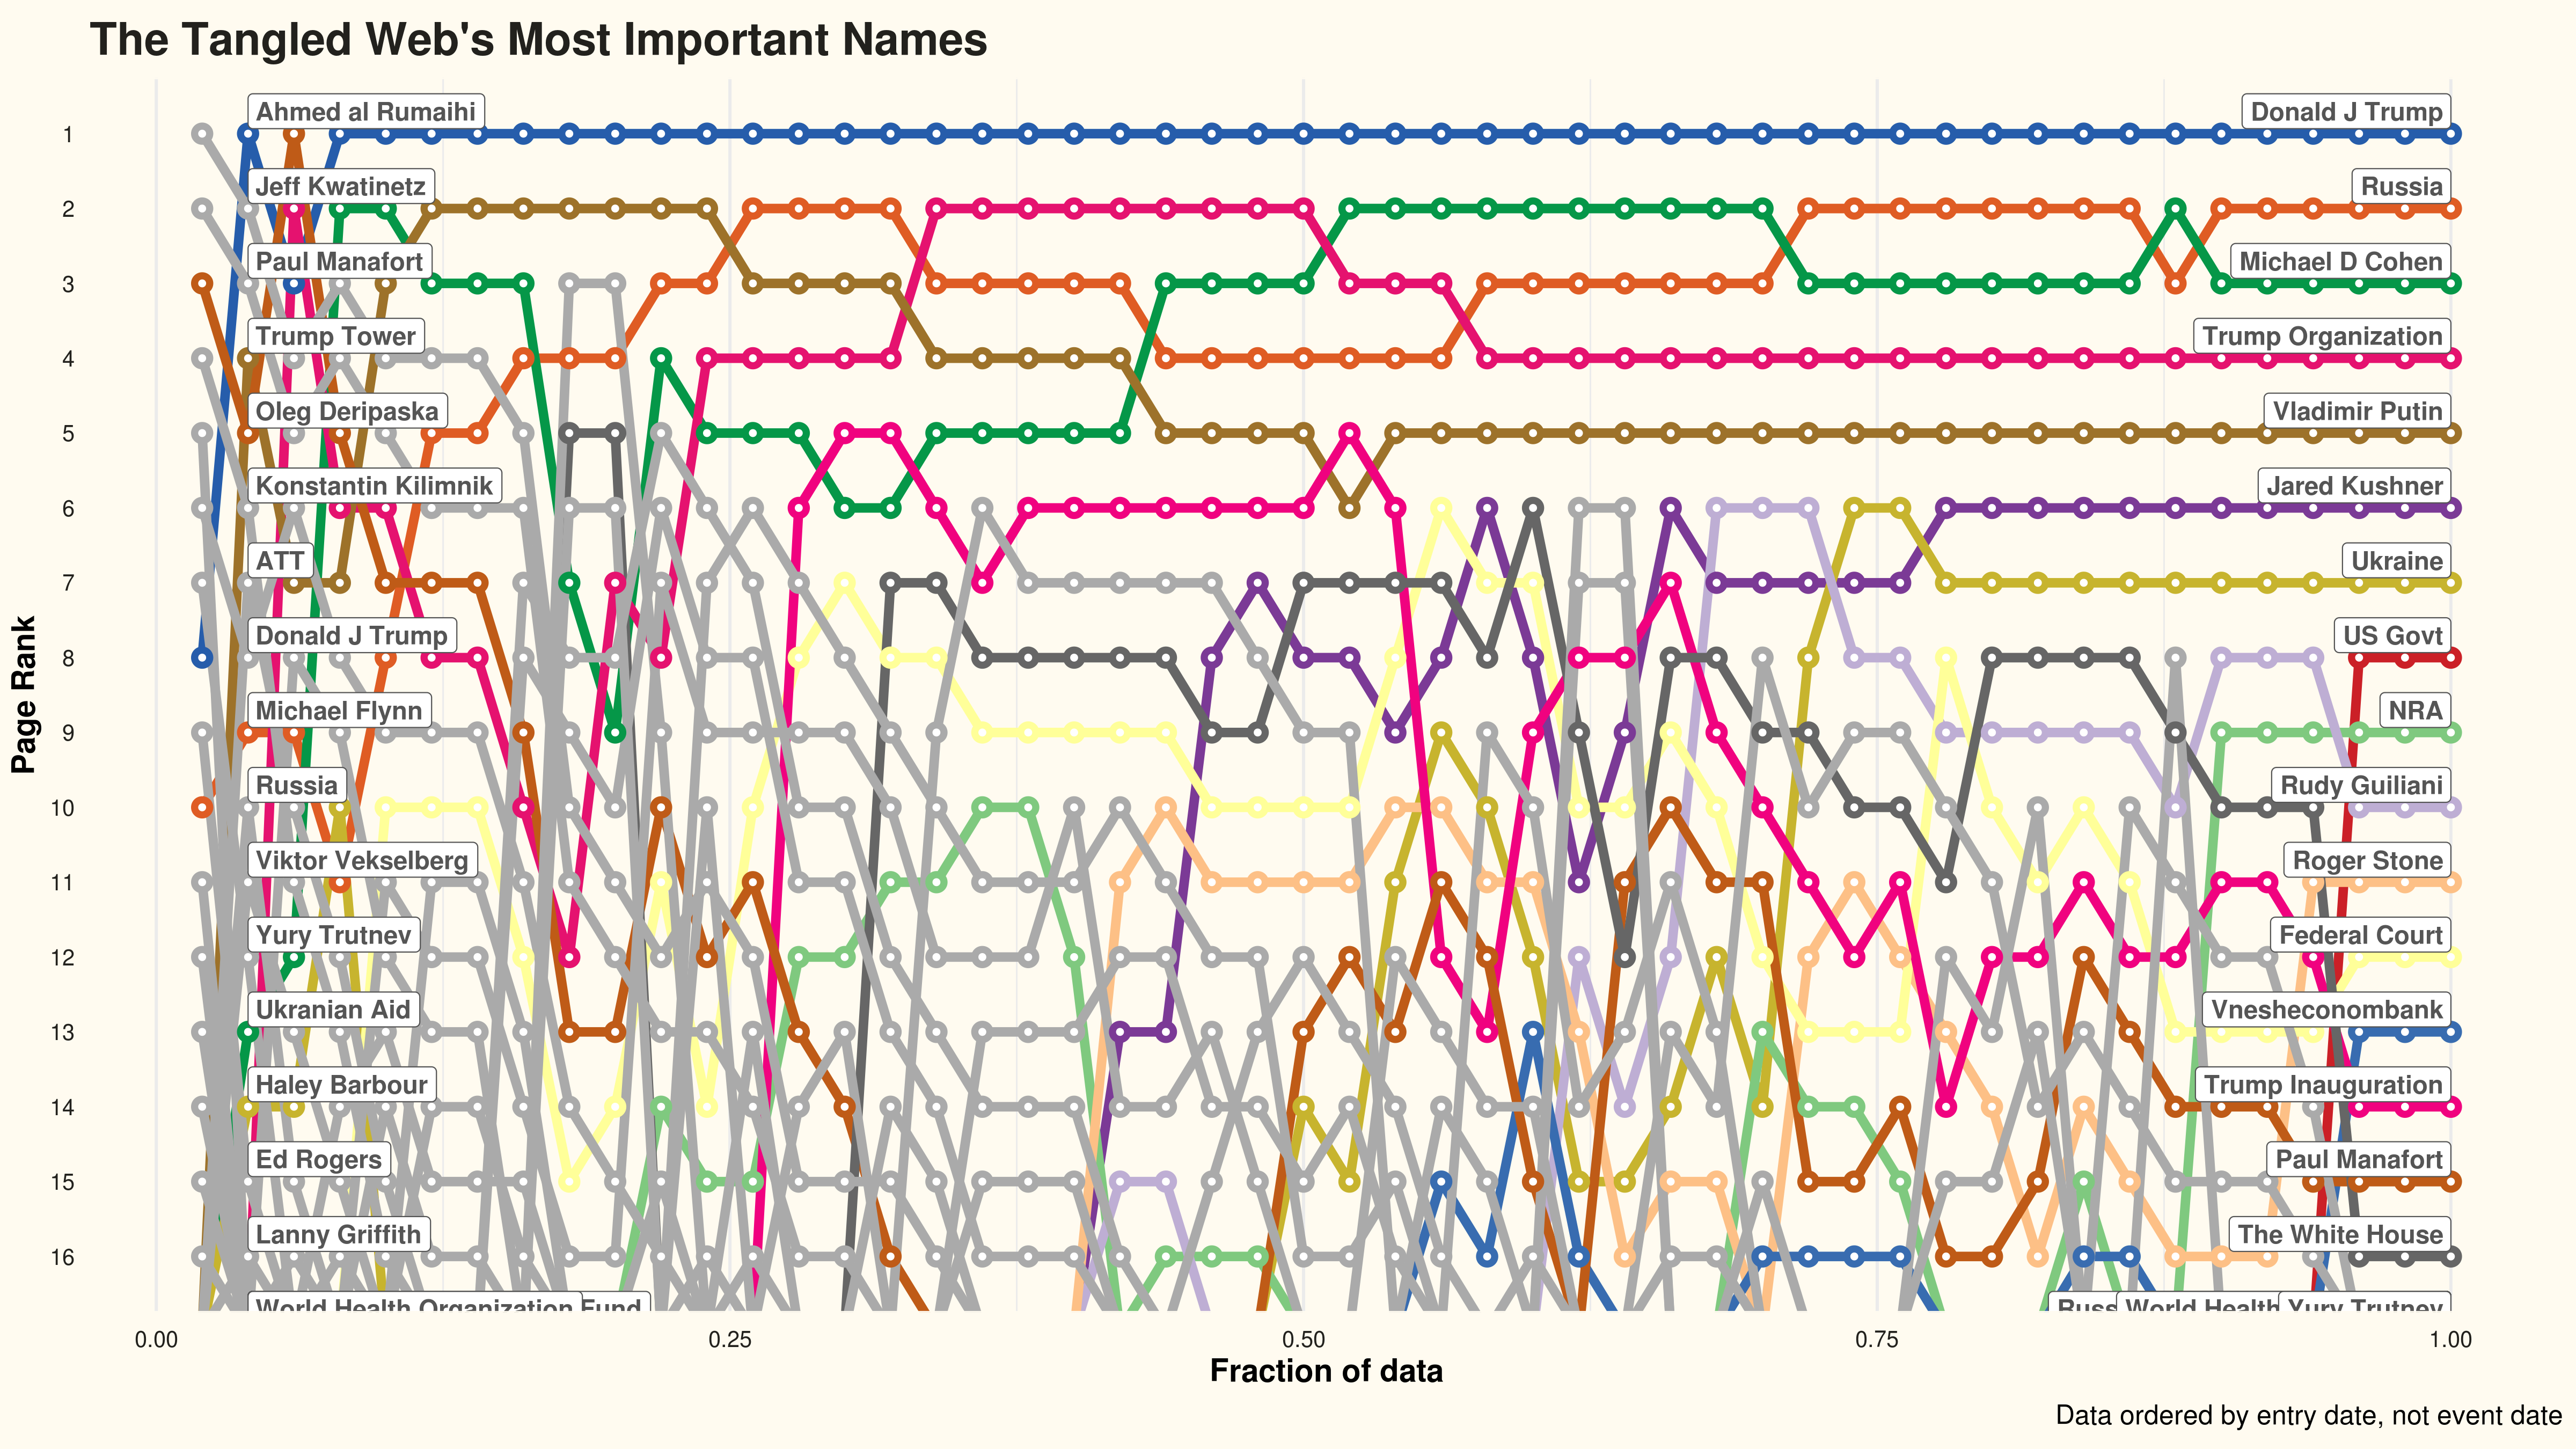 The Tangled Web's Most Important Names
Page Rank
1
2
3
4
5
6
7
8
9
10
11
12
13
14
15
16
Ahmed al Rumaihi
Jeff Kwatinetz
Paul Manafort
Trump Tower
Oleg Deripaska
Konstantin Kilimnik
ATT
Donald J Trump
Michael Flynn
Russia
Viktor Vekselberg
Yury Trutnev
Ukranian Aid
Haley Barbour
Ed Rogers
Lanny Griffith
World Health Organization Fund
Donald J Trump
Russia
Michael D Cohen
Trump Organization
Vladimir Putin
Jared Kushner
Ukraine
US Govt
NRA
Rudy Guiliani
Roger Stone
Federal Court
Vnesheconombank
Trump Inauguration
Paul Manafort
The White House
Russ World Health Yury Trutnev
0.00 0.25 0.50 0.75 1.00
Fraction of data
Data ordered by entry date, not event date